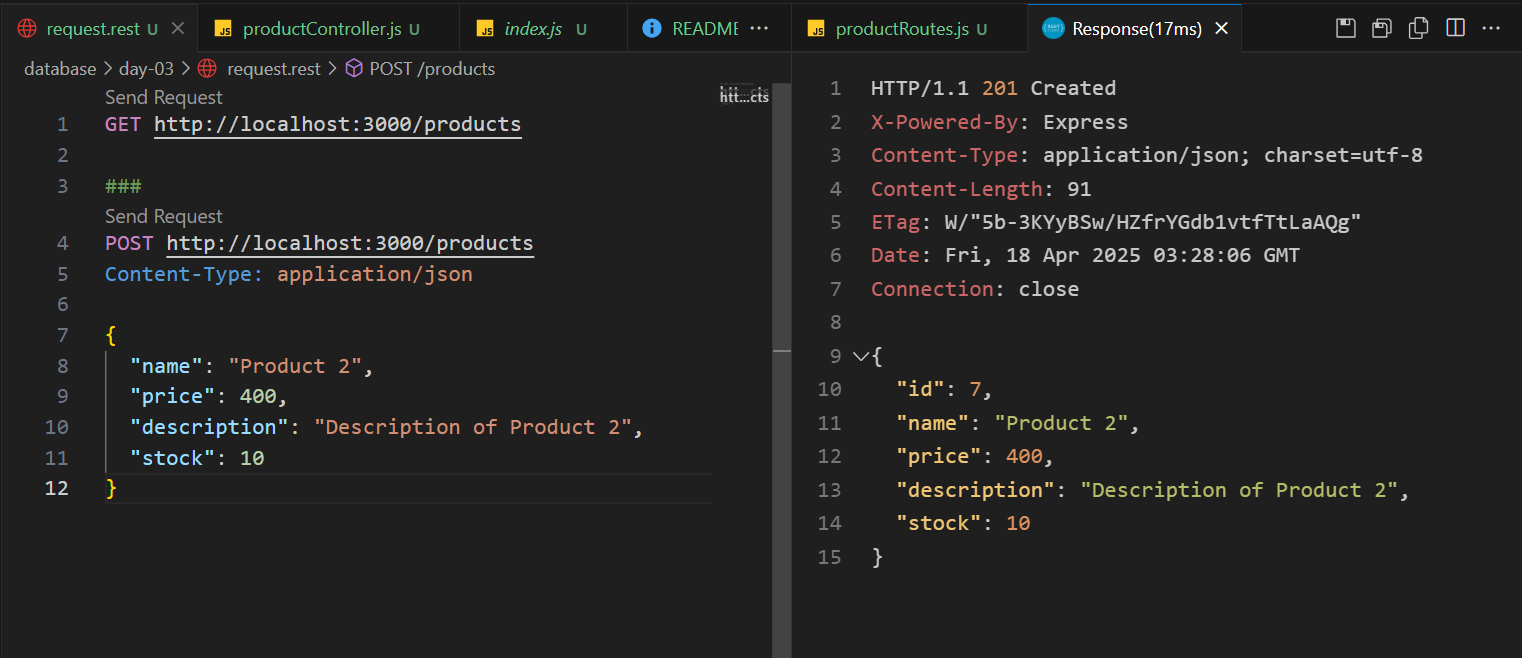 request.rest U
JS productController.js U
JS index.js U
README ...
JS productRoutes.js U
Response(17ms)
database > day-03 > request.rest > POST /products
Send Request
1 GET http://localhost:3000/products
2
3 ###
Send Request
4 POST http://localhost:3000/products
5 Content-Type: application/json
6
7 {
8 "name": "Product 2",
9 "price": 400,
10 "description": "Description of Product 2",
11 "stock": 10
12 }
htt...cts
1 HTTP/1.1 201 Created
2 X-Powered-By: Express
3 Content-Type: application/json; charset=utf-8
4 Content-Length: 91
5 ETag: W/"5b-3KYyBSw/HZfrYGdb1vtfTtLaAQg"
6 Date: Fri, 18 Apr 2025 03:28:06 GMT
7 Connection: close
8
9 {
10 "id": 7,
11 "name": "Product 2",
12 "price": 400,
13 "description": "Description of Product 2",
14 "stock": 10
15 }